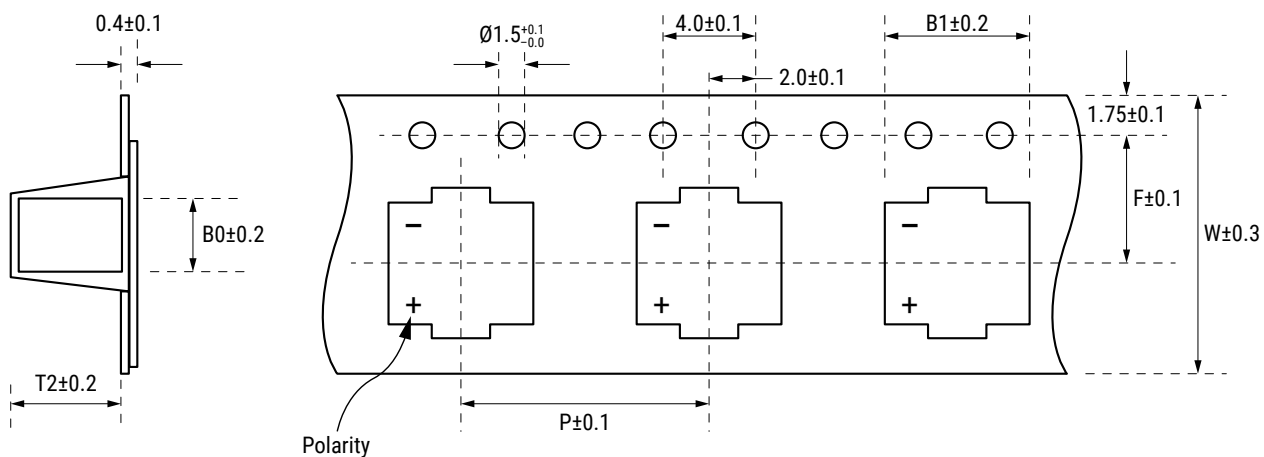 0.4±0.1
Ø1.5+0.1
−0.0
4.0±0.1
B1±0.2
2.0±0.1
1.75±0.1
F±0.1
W±0.3
B0±0.2
− − −
+ + +
T2±0.2
P±0.1
Polarity